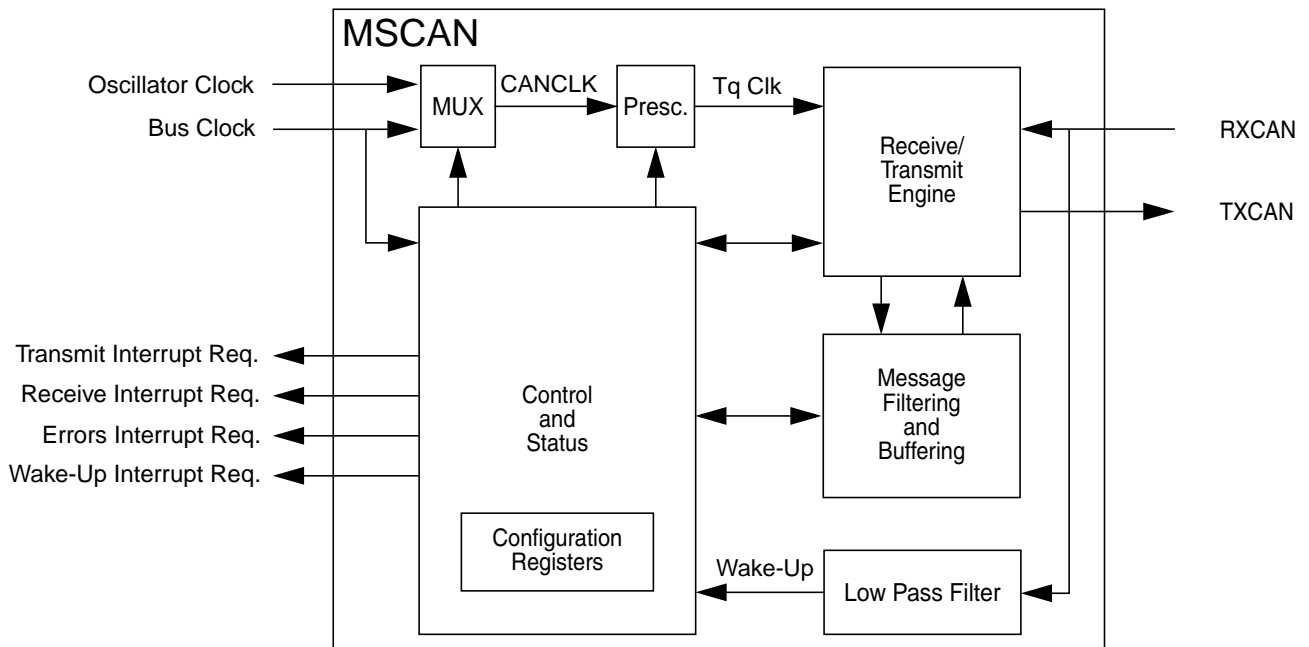 MSCAN
Oscillator Clock
MUX
CANCLK
Presc.
Tq Clk
Bus Clock
Receive/
Transmit
Engine
RXCAN
TXCAN
Transmit Interrupt Req.
Receive Interrupt Req.
Errors Interrupt Req.
Wake-Up Interrupt Req.
Control
and
Status
Message
Filtering
and
Buffering
Configuration
Registers
Wake-Up
Low Pass Filter